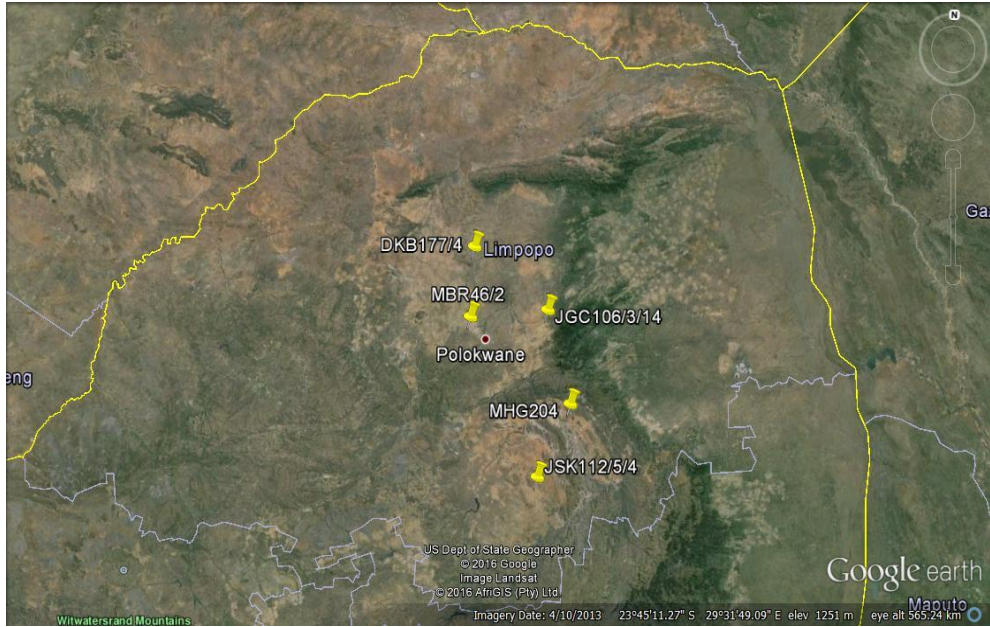 N
Gaz
DKB177/4
Limpopo
MBR46/2
JGC106/3/14
Polokwane
eng
MHG204
JSK112/5/4
US Dept of State Geographer
© 2016 Google
Image Landsat
© 2016 AfriGIS (Pty) Ltd.
Google earth
Maputo
Imagery Date: 4/10/2013 23°45'11.27" S 29°31'49.09" E elev 1251 m eye alt 565.24 km
Witwatersrand Mountains